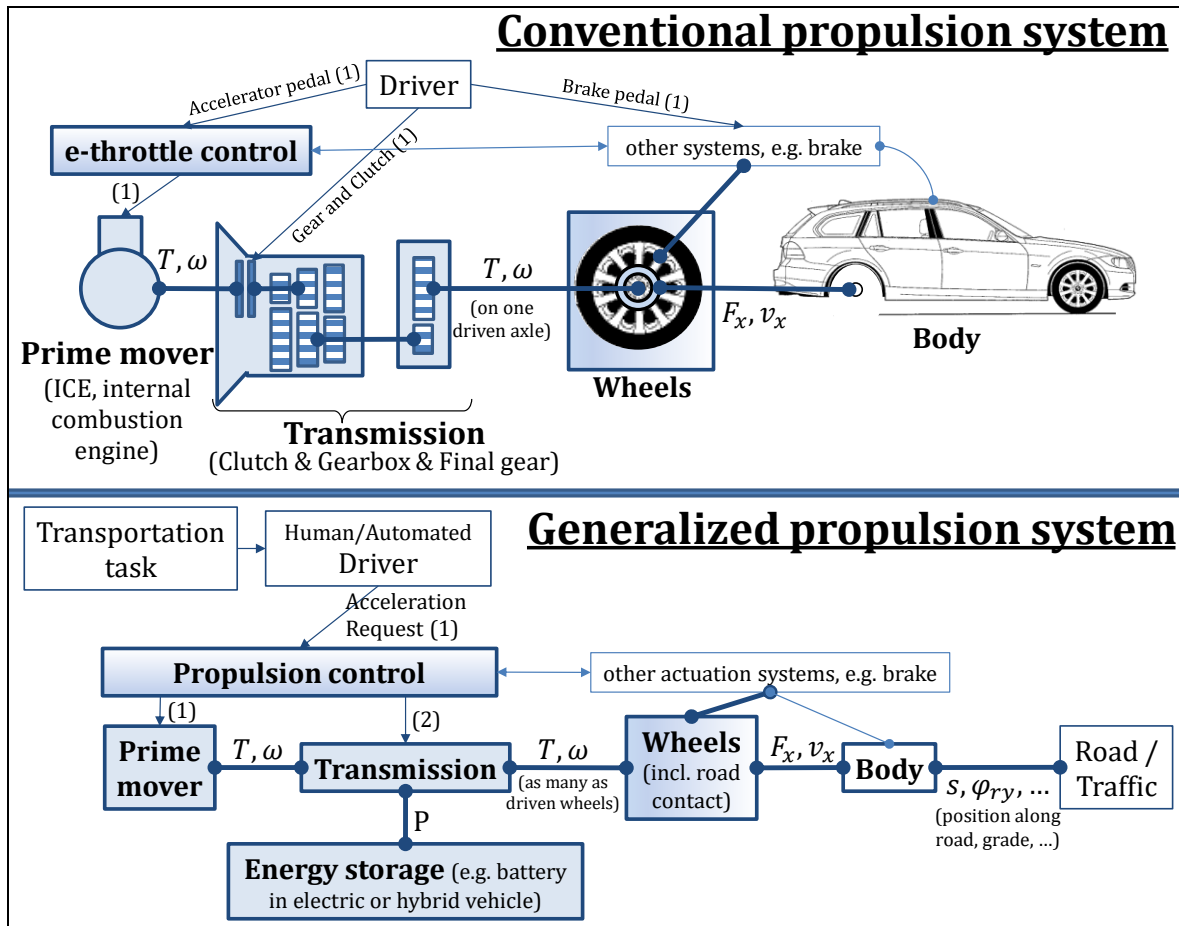 Conventional propulsion system
Accelerator pedal (1)
Driver
Brake pedal (1)
e-throttle control
Gear and Clutch (1)
other systems, e.g. brake
(1)
T, ω
T, ω
(on one
driven axle)
F_x, v_x
Body
Prime mover
(ICE, internal
combustion
engine)
Wheels
Transmission
(Clutch & Gearbox & Final gear)
Generalized propulsion system
Transportation
task
Human/Automated
Driver
Acceleration
Request (1)
Propulsion control
other actuation systems, e.g. brake
(1)
(2)
Prime
mover
T, ω
Transmission
T, ω
(as many as
driven wheels)
Wheels
(incl. road
contact)
F_x, v_x
Body
s, φ_ry, ...
(position along
road, grade, ...)
Road /
Traffic
P
Energy storage (e.g. battery
in electric or hybrid vehicle)